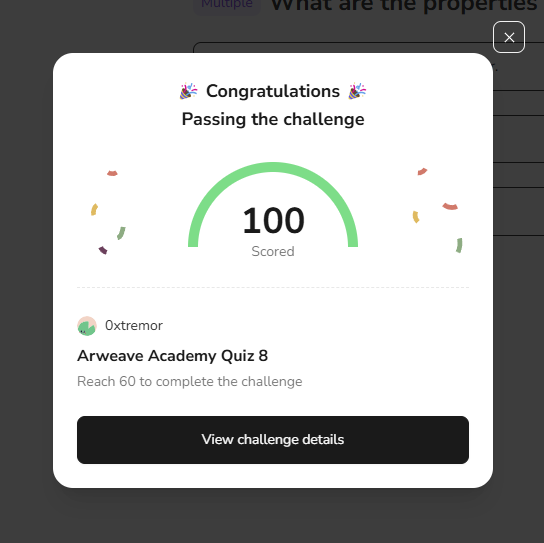 Multiple What are the properties
Congratulations
Passing the challenge
100
Scored
0xtremor
Arweave Academy Quiz 8
Reach 60 to complete the challenge
View challenge details